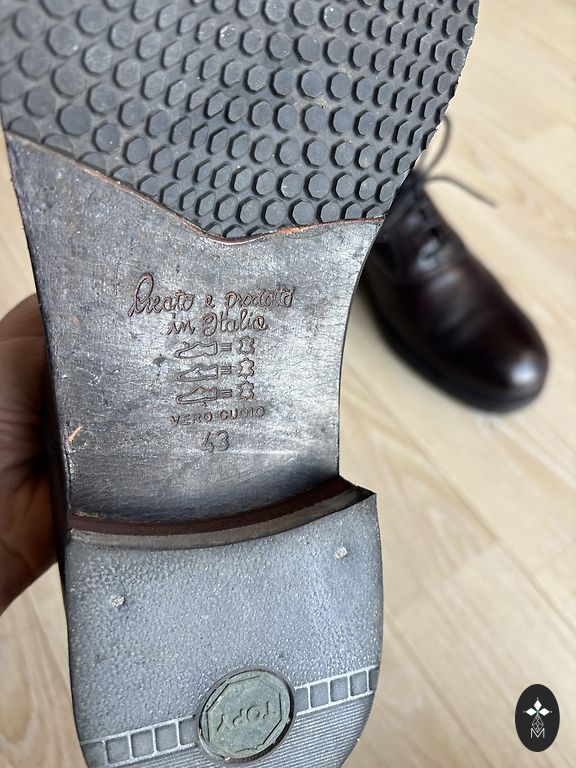 Creato e prodotto
in Italia
VERO CUOIO
43
TOPY
M